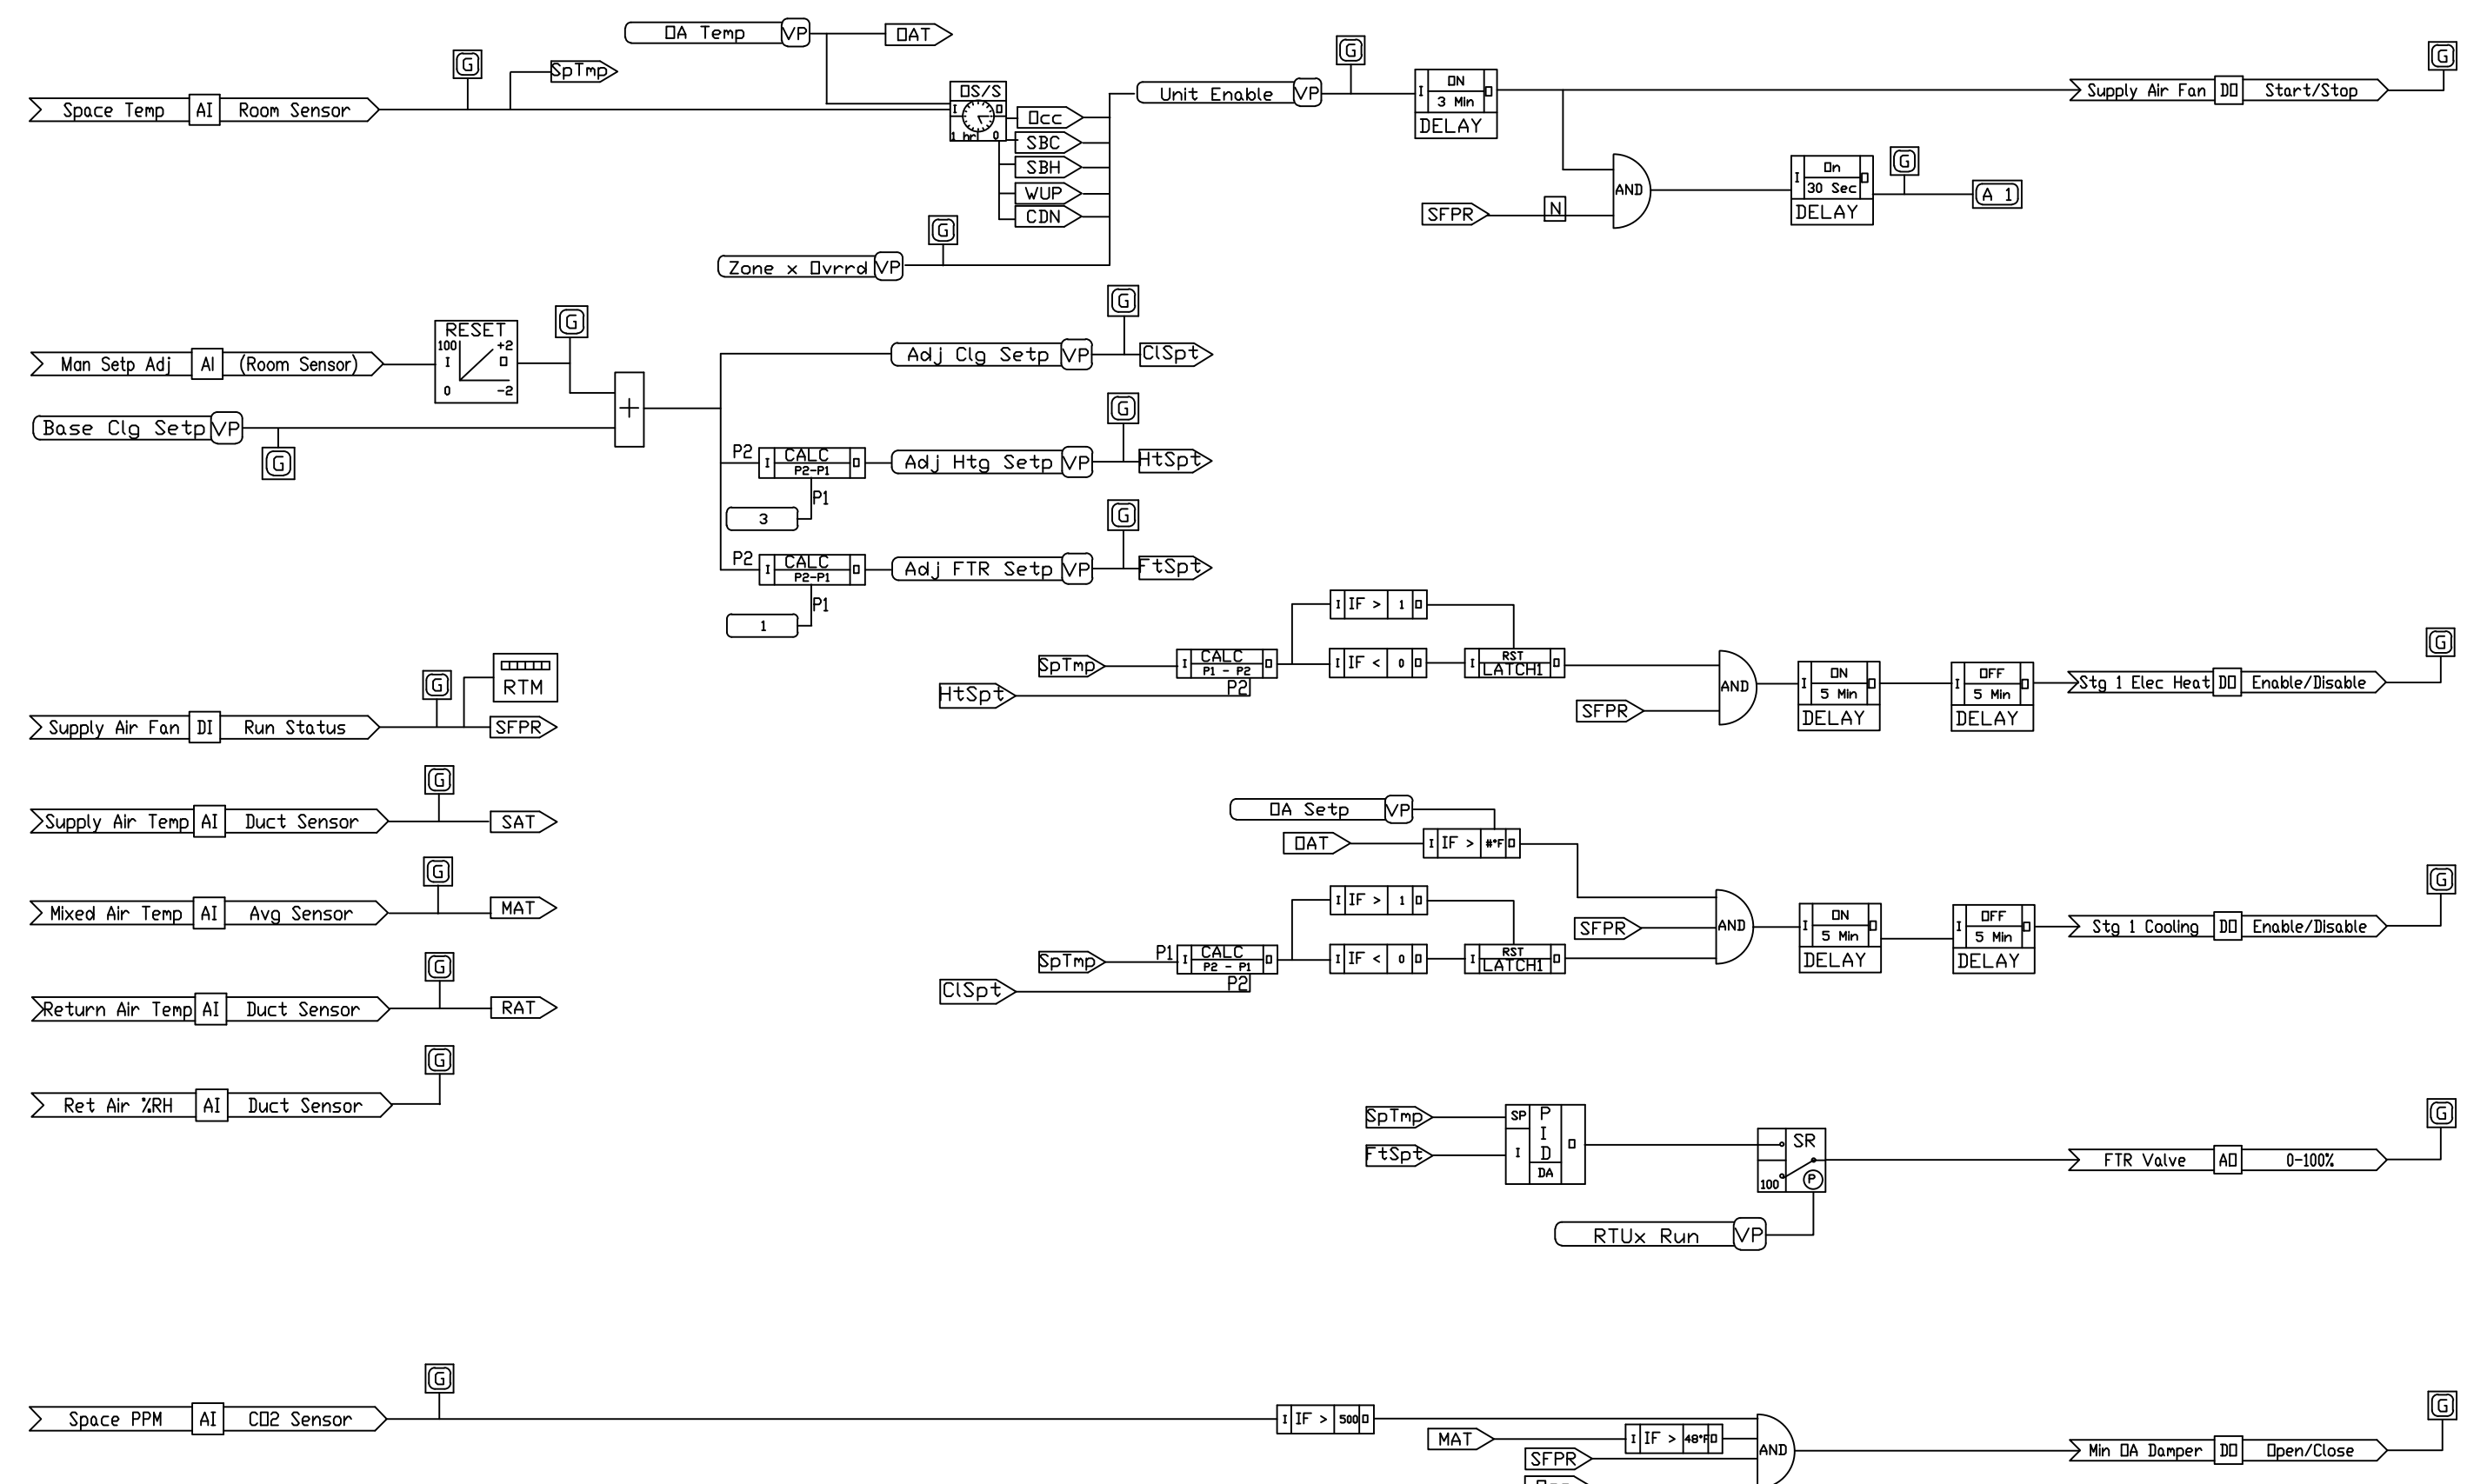 OA Temp VP OAT
G
SpTmp
Space Temp AI Room Sensor
OS/S
I O
1 hr 0
Occ
SBC
SBH
WUP
CDN
Zone x Ovrrd VP
G
Unit Enable VP
G
I ON O
3 Min
DELAY
Supply Air Fan DO Start/Stop
G
SFPR N AND
I On O
30 Sec
DELAY
G
A 1
Man Setp Adj AI (Room Sensor)
RESET
100 +2
I O
0 -2
G
Base Clg Setp VP
G
+
Adj Clg Setp VP ClSpt
G
P2 I CALC O
P2-P1
P1
3
Adj Htg Setp VP HtSpt
G
P2 I CALC O
P2-P1
P1
1
Adj FTR Setp VP FtSpt
G
Supply Air Fan DI Run Status
G
RTM
SFPR
Supply Air Temp AI Duct Sensor
G
SAT
Mixed Air Temp AI Avg Sensor
G
MAT
Return Air Temp AI Duct Sensor
G
RAT
Ret Air %RH AI Duct Sensor
G
I IF > 1 O
SpTmp I CALC O
P1 - P2
P2
HtSpt
I IF < 0 O
I RST O
LATCH1
SFPR
AND
I ON O
5 Min
DELAY
I OFF O
5 Min
DELAY
Stg 1 Elec Heat DO Enable/Disable
G
OA Setp VP
OAT I IF > #°F O
I IF > 1 O
SpTmp P1 I CALC O
P2 - P1
P2
ClSpt
I IF < 0 O
I RST O
LATCH1
SFPR
AND
I ON O
5 Min
DELAY
I OFF O
5 Min
DELAY
Stg 1 Cooling DO Enable/Disable
G
SpTmp
FtSpt
SP P
I I O
D
DA
SR
100 P
RTUx Run VP
FTR Valve AO 0-100%
G
Space PPM AI CO2 Sensor
G
I IF > 500 O
MAT I IF > 48°F O
SFPR
AND
Min OA Damper DO Open/Close
G